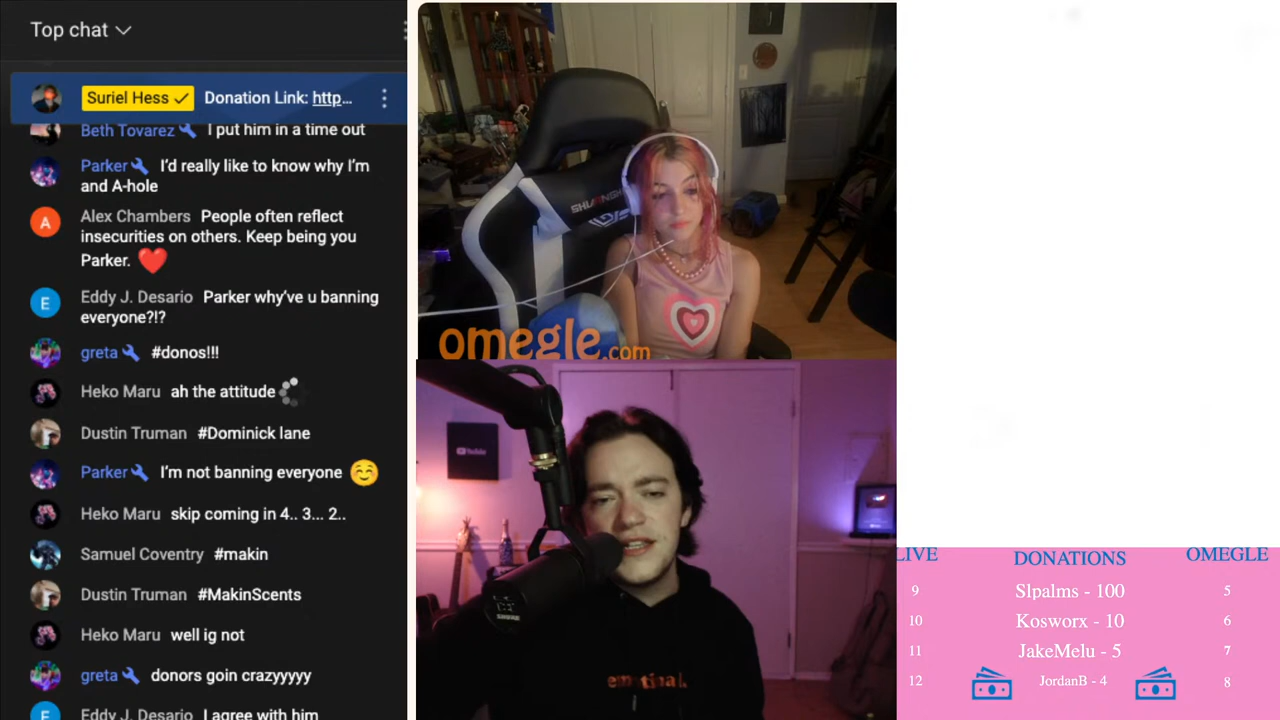 Top chat
Suriel Hess Donation Link: http...
Beth Tovarez I put him in a time out
Parker I'd really like to know why I'm
and A-hole
A
Alex Chambers People often reflect
insecurities on others. Keep being you
Parker.
E
Eddy J. Desario Parker why've u banning
everyone?!?
greta #donos!!!
Heko Maru ah the attitude
Dustin Truman #Dominick lane
Parker I'm not banning everyone
Heko Maru skip coming in 4.. 3... 2..
Samuel Coventry #makin
Dustin Truman #MakinScents
Heko Maru well ig not
greta donors goin crazyyyyy
Eddy J. Desario I agree with him
omegle.com
YouTube
LIVE DONATIONS OMEGLE
9 Slpalms - 100 5
10 Kosworx - 10 6
11 JakeMelu - 5 7
12 JordanB - 4 8